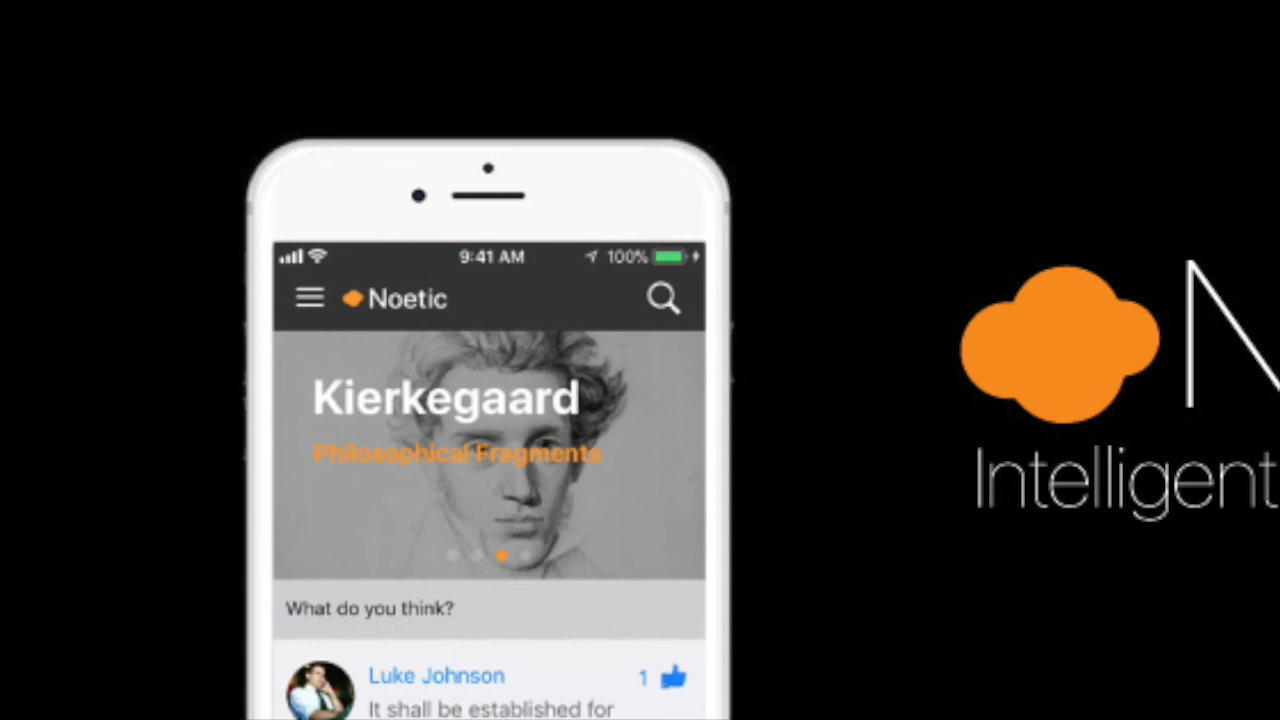 9:41 AM 100%
Noetic
Kierkegaard
Philosophical Fragments
What do you think?
Luke Johnson 1
It shall be established for
N
Intelligent